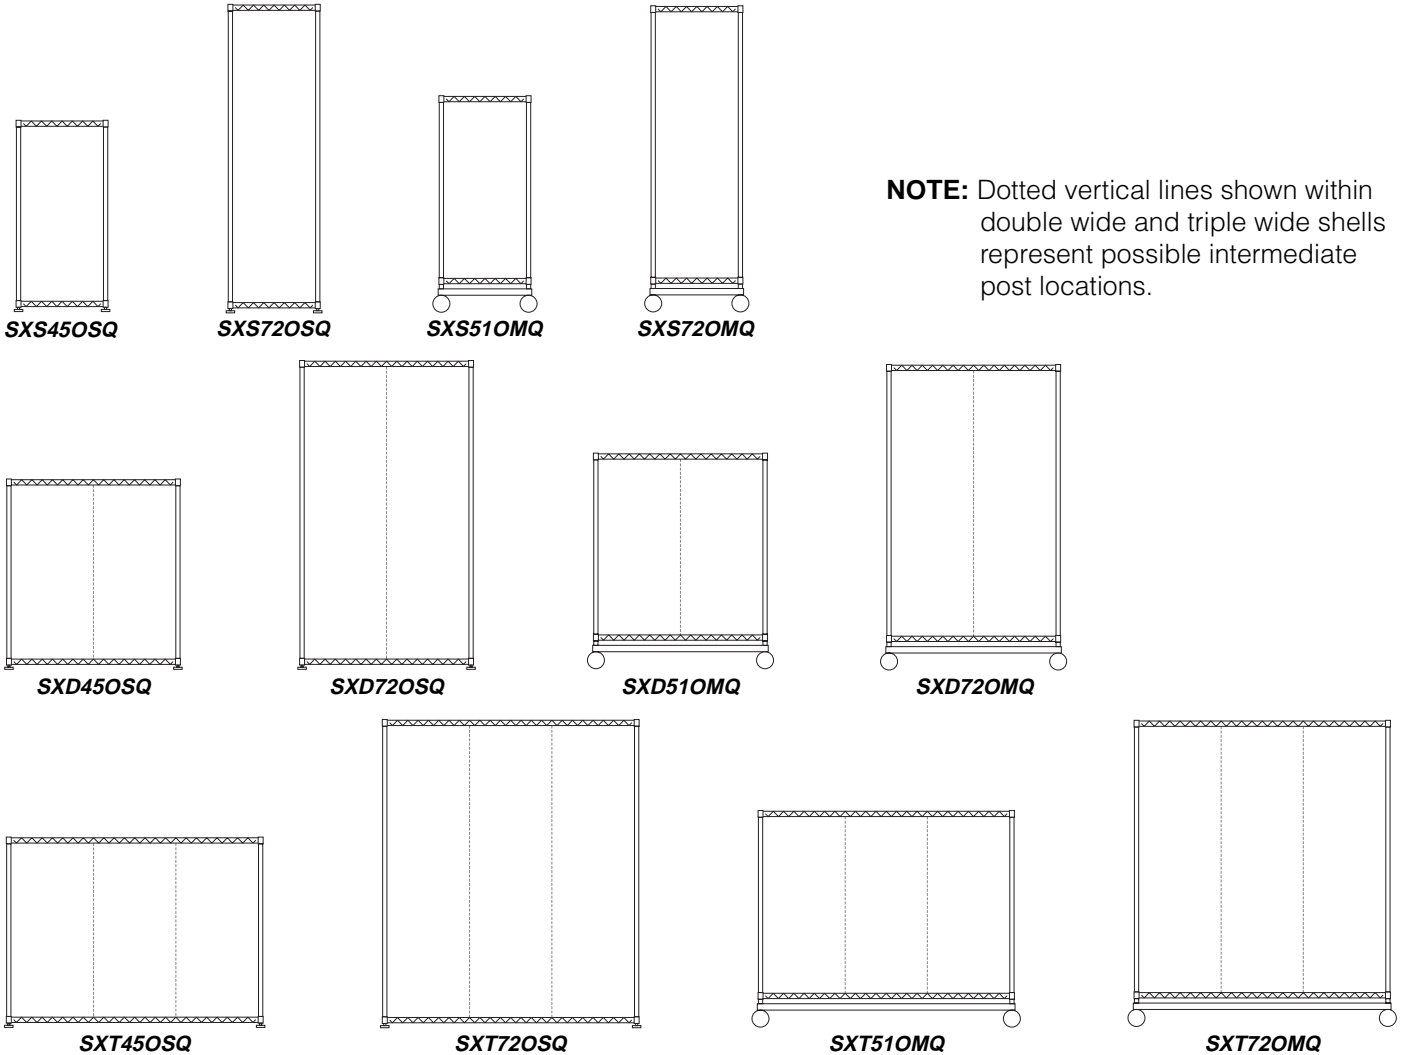 NOTE: Dotted vertical lines shown within
double wide and triple wide shells
represent possible intermediate
post locations.
SXS45OSQ
SXS72OSQ
SXS51OMQ
SXS72OMQ
SXD45OSQ
SXD72OSQ
SXD51OMQ
SXD72OMQ
SXT45OSQ
SXT72OSQ
SXT51OMQ
SXT72OMQ